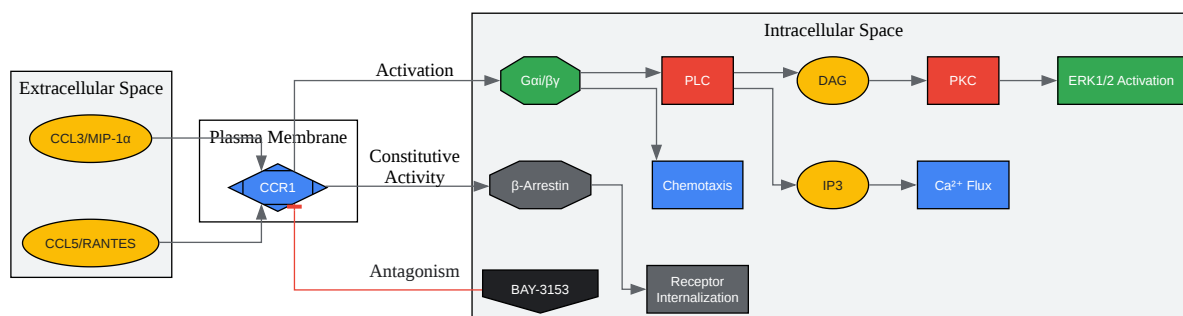 Extracellular Space
CCL3/MIP-1α
CCL5/RANTES
Plasma Membrane
CCR1
Activation
Constitutive
Activity
Antagonism
Intracellular Space
Gαi/βγ
PLC
DAG
PKC
ERK1/2 Activation
β-Arrestin
Chemotaxis
IP3
Ca²⁺ Flux
BAY-3153
Receptor
Internalization